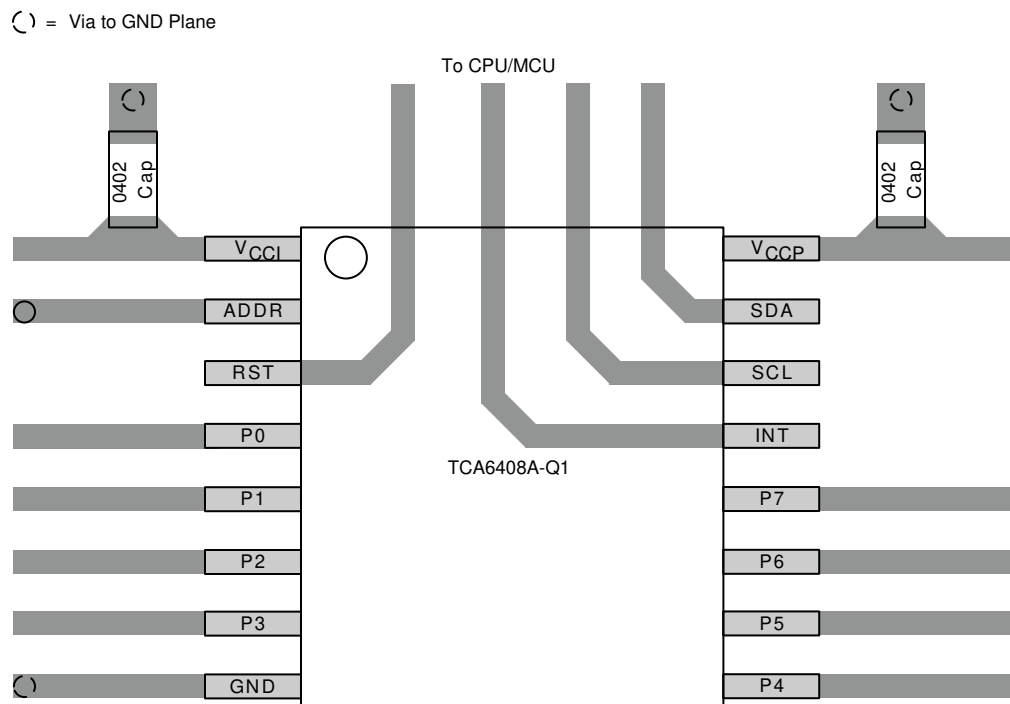 = Via to GND Plane
To CPU/MCU
0402
Cap
0402
Cap
VCCI
VCCP
ADDR
SDA
RST
SCL
P0
INT
TCA6408A-Q1
P1
P7
P2
P6
P3
P5
GND
P4